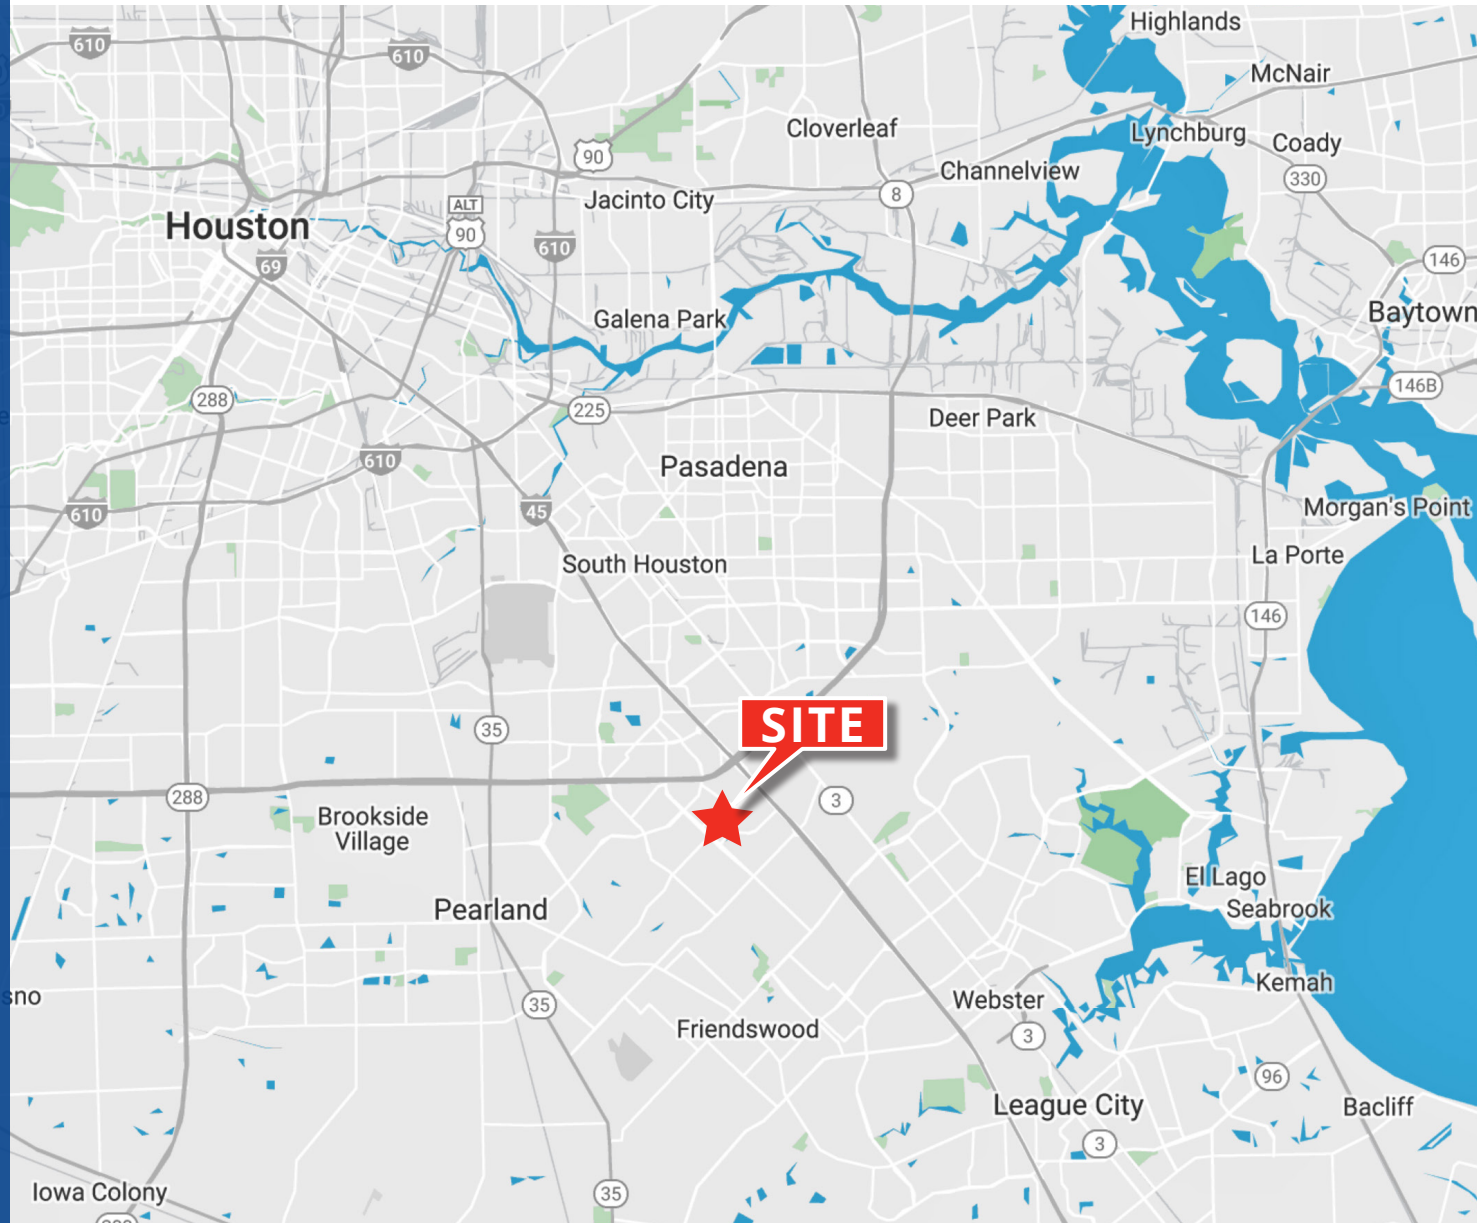 Highlands
610
610
McNair
Cloverleaf
Lynchburg
Coady
90
Channelview
330
Jacinto City
8
ALT
90
Houston
610
146
69
Galena Park
Baytown
146B
288
225
Deer Park
610
Pasadena
Morgan's Point
610
45
La Porte
South Houston
146
SITE
35
288
3
Brookside
Village
El Lago
Pearland
Seabrook
Kemah
sno
Webster
35
Friendswood
3
96
League City
Bacliff
3
Iowa Colony
35